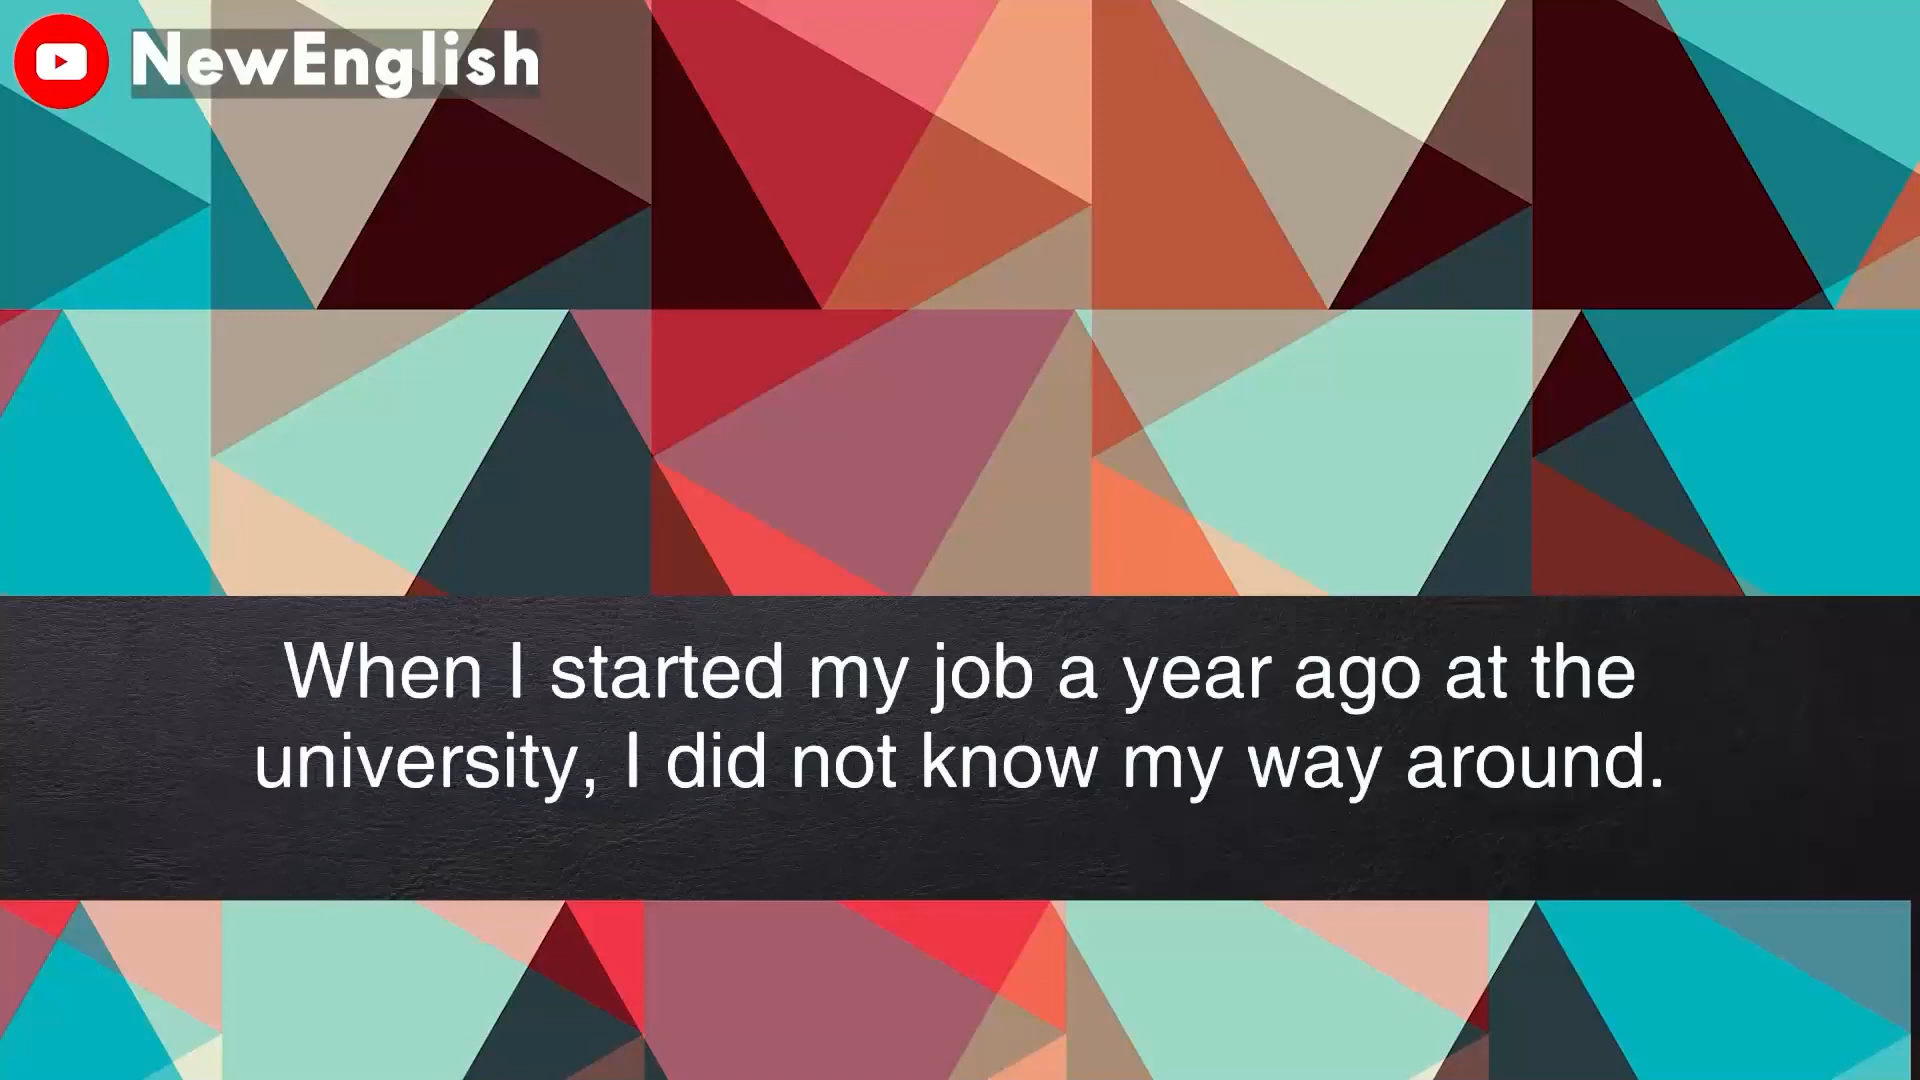 NewEnglish
When I started my job a year ago at the
university, I did not know my way around.